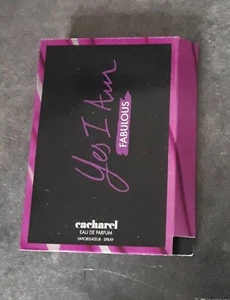 Yes I Am
FABULOUS
cacharel
EAU DE PARFUM
VAPORISATEUR - SPRAY